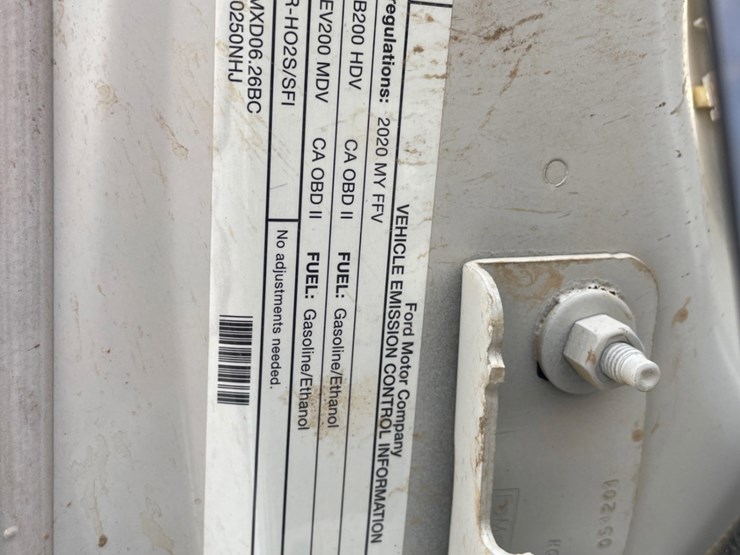 Ford Motor Company
VEHICLE EMISSION CONTROL INFORMATION
egulations: 2020 MY FFV
B200 HDV CA OBD II FUEL: Gasoline/Ethanol
EV200 MDV CA OBD II FUEL: Gasoline/Ethanol
R-HO2S/SFI No adjustments needed.
MXD06.26BC
0250NHJ